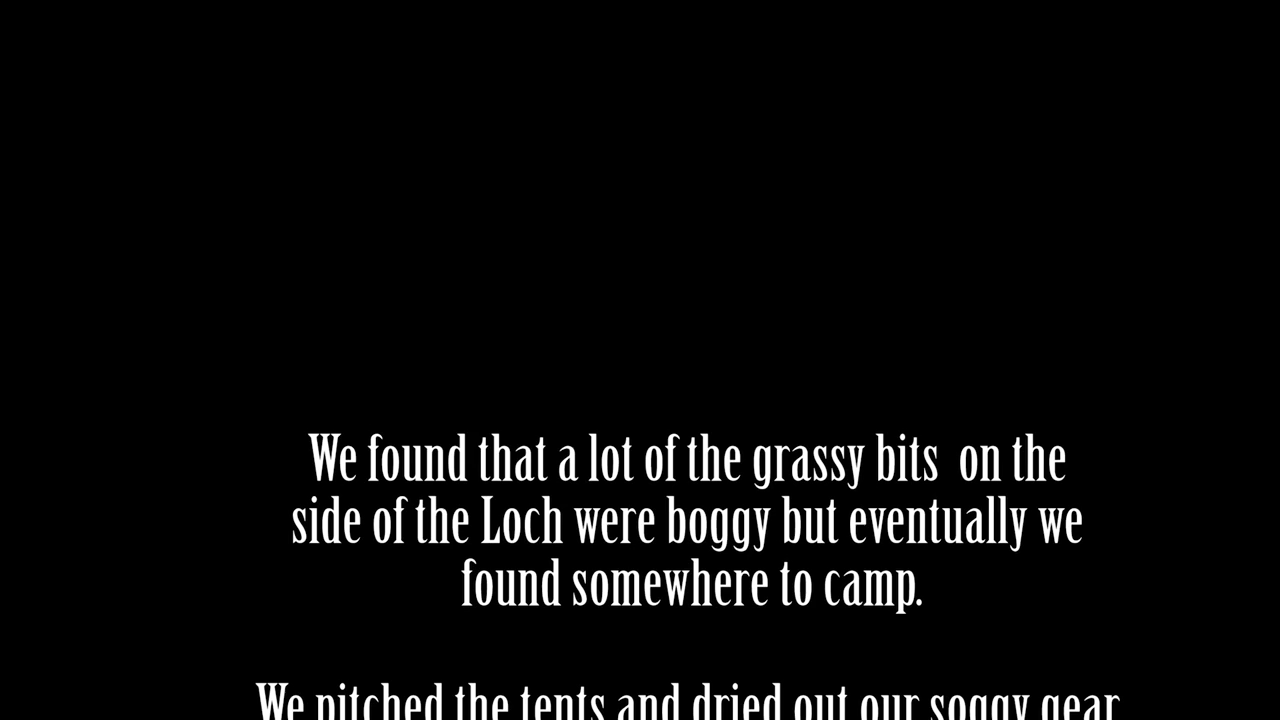 We found that a lot of the grassy bits  on the
side of the Loch were boggy but eventually we
found somewhere to camp.
We pitched the tents and dried out our soggy gear